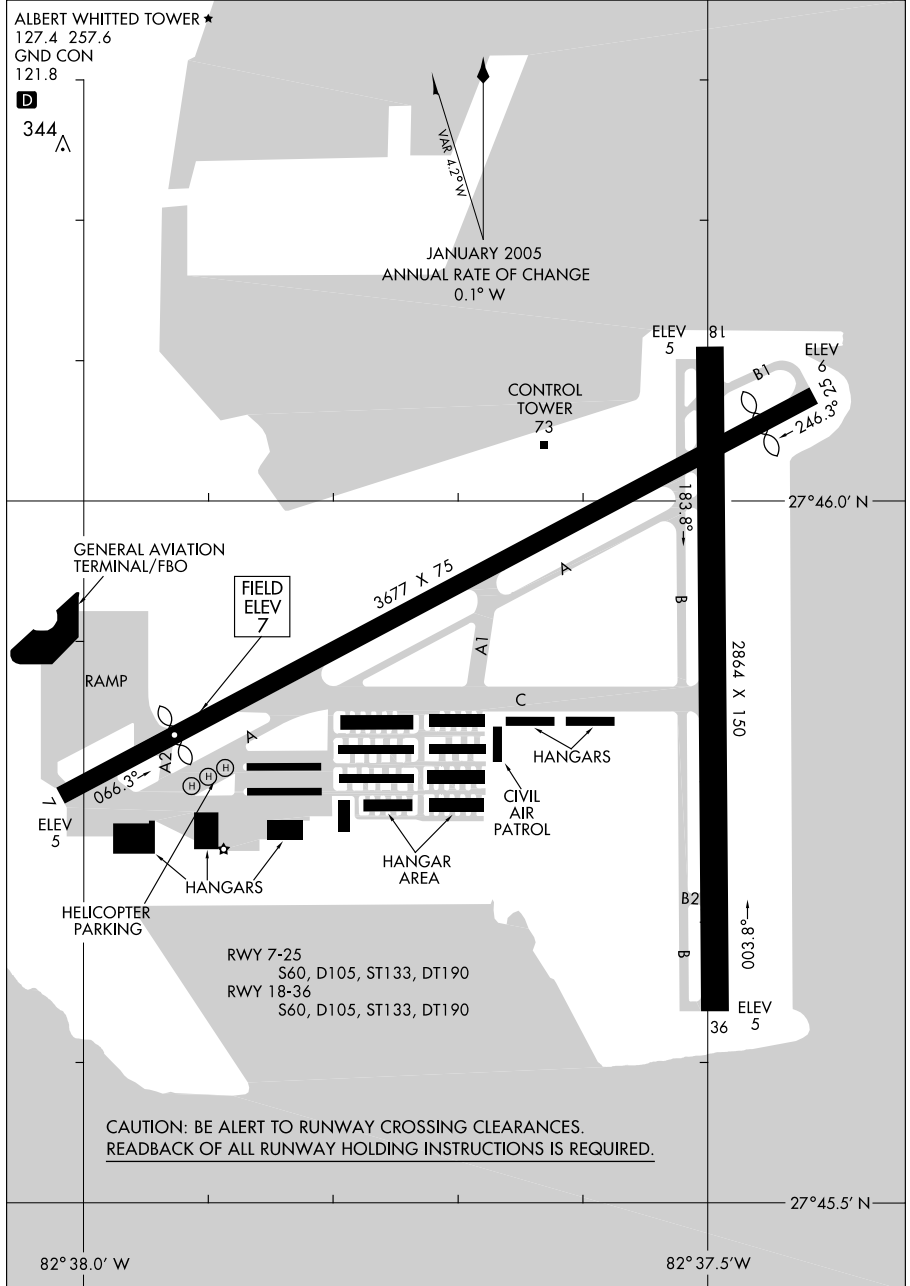 ALBERT WHITTED TOWER ★
127.4 257.6
GND CON
121.8
D
344
VAR 4.2° W
JANUARY 2005
ANNUAL RATE OF CHANGE
0.1° W
ELEV
5
18
ELEV
6
B1
25
246.3°
CONTROL
TOWER
73
183.8°
27°46.0' N
GENERAL AVIATION
TERMINAL/FBO
FIELD
ELEV
7
3677 X 75
A
B
A1
2864 X 150
RAMP
C
A
A2
HANGARS
066.3°
H
H
H
7
ELEV
5
CIVIL
AIR
PATROL
HANGAR
AREA
HANGARS
HELICOPTER
PARKING
B2
003.8°
B
RWY 7-25
S60, D105, ST133, DT190
RWY 18-36
S60, D105, ST133, DT190
36
ELEV
5
CAUTION: BE ALERT TO RUNWAY CROSSING CLEARANCES.
READBACK OF ALL RUNWAY HOLDING INSTRUCTIONS IS REQUIRED.
27°45.5' N
82° 38.0' W
82° 37.5'W